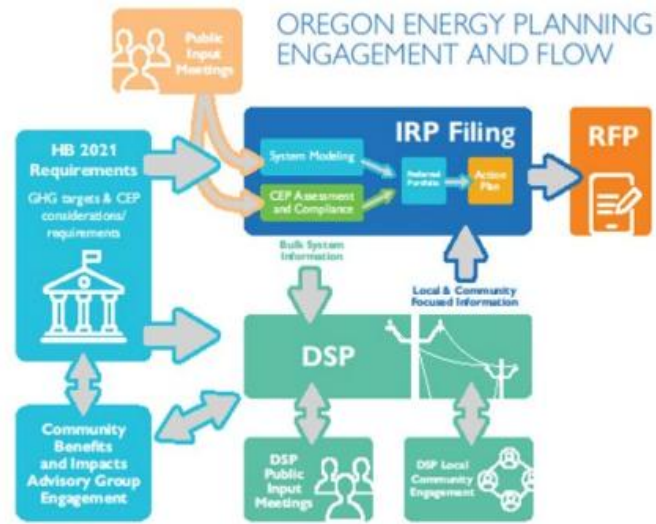 OREGON ENERGY PLANNING
ENGAGEMENT AND FLOW
Public
Input
Meetings
HB 2021
Requirements
GHG targets & CEP
considerations/
requirements
IRP Filing
System Modeling
CEP Assessment
and Compliance
Preferred
Portfolio
Action
Plan
RFP
Bulk System
Information
Local & Community
Focused Information
DSP
Community
Benefits
and Impacts
Advisory Group
Engagement
DSP
Public
Input
Meetings
DSP Local
Community
Engagement